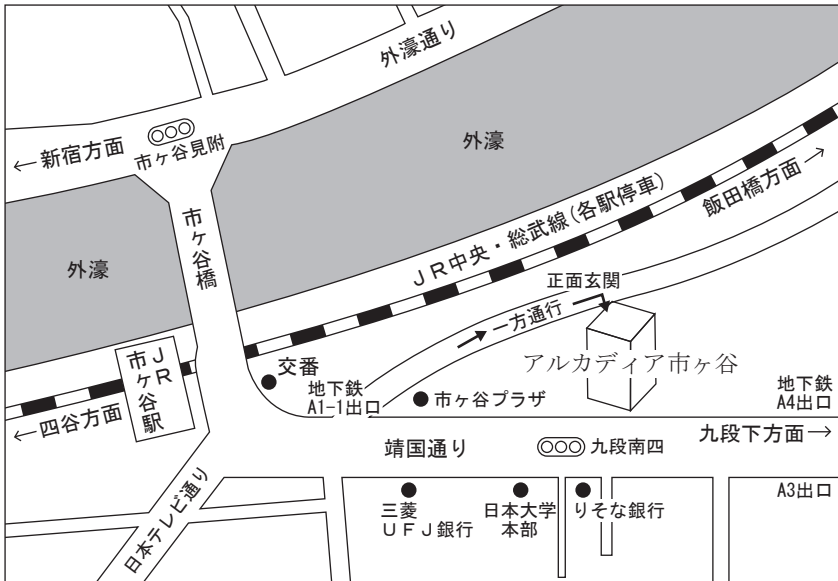 外濠通り
←新宿方面
市ヶ谷見附
外濠
市ヶ谷橋
外濠
JR中央・総武線(各駅停車)
飯田橋方面→
正面玄関
一方通行
アルカディア市ヶ谷
JR
市ヶ谷駅
交番
地下鉄
A1-1出口
市ヶ谷プラザ
地下鉄
A4出口
←四谷方面
靖国通り
九段南四
九段下方面→
日本テレビ通り
三菱
UFJ銀行
日本大学
本部
りそな銀行
A3出口